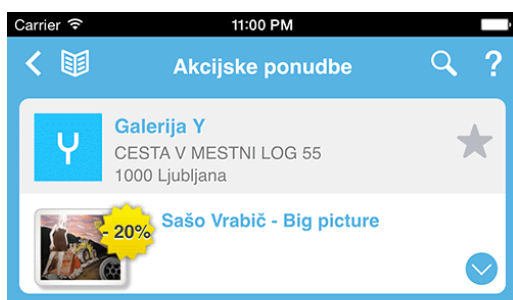 Carrier 11:00 PM
Akcijske ponudbe ?
Y Galerija Y
CESTA V MESTNI LOG 55
1000 Ljubljana
- 20% Sašo Vrabič - Big picture